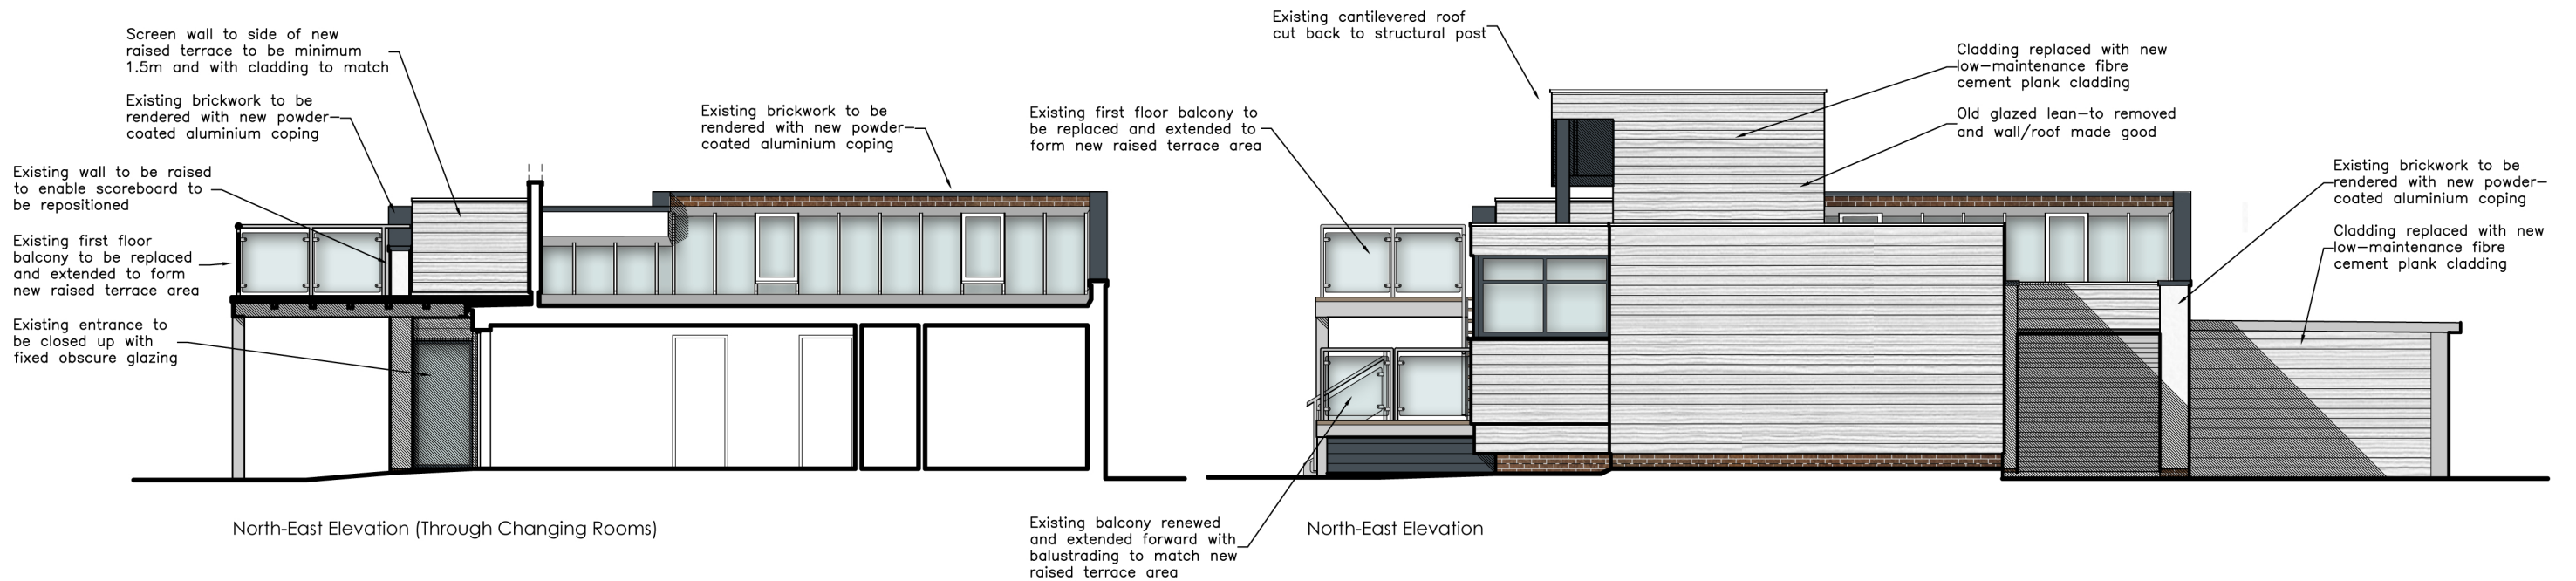 Screen wall to side of new
raised terrace to be minimum
1.5m and with cladding to match
Existing brickwork to be
rendered with new powder-
coated aluminium coping
Existing wall to be raised
to enable scoreboard to
be repositioned
Existing first floor
balcony to be replaced
and extended to form
new raised terrace area
Existing entrance to
be closed up with
fixed obscure glazing
Existing brickwork to be
rendered with new powder-
coated aluminium coping
North-East Elevation (Through Changing Rooms)
Existing cantilevered roof
cut back to structural post
Existing first floor balcony to
be replaced and extended to
form new raised terrace area
Cladding replaced with new
low-maintenance fibre
cement plank cladding
Old glazed lean-to removed
and wall/roof made good
Existing brickwork to be
rendered with new powder-
coated aluminium coping
Cladding replaced with new
low-maintenance fibre
cement plank cladding
Existing balcony renewed
and extended forward with
balustrading to match new
raised terrace area
North-East Elevation